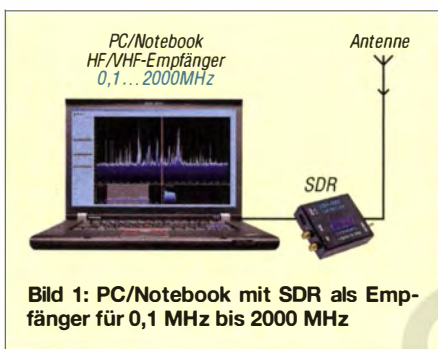 PC/Notebook
HF/VHF-Empfänger
0,1...2000MHz
Antenne
SDR
Bild 1: PC/Notebook mit SDR als Emp-
fänger für 0,1 MHz bis 2000 MHz